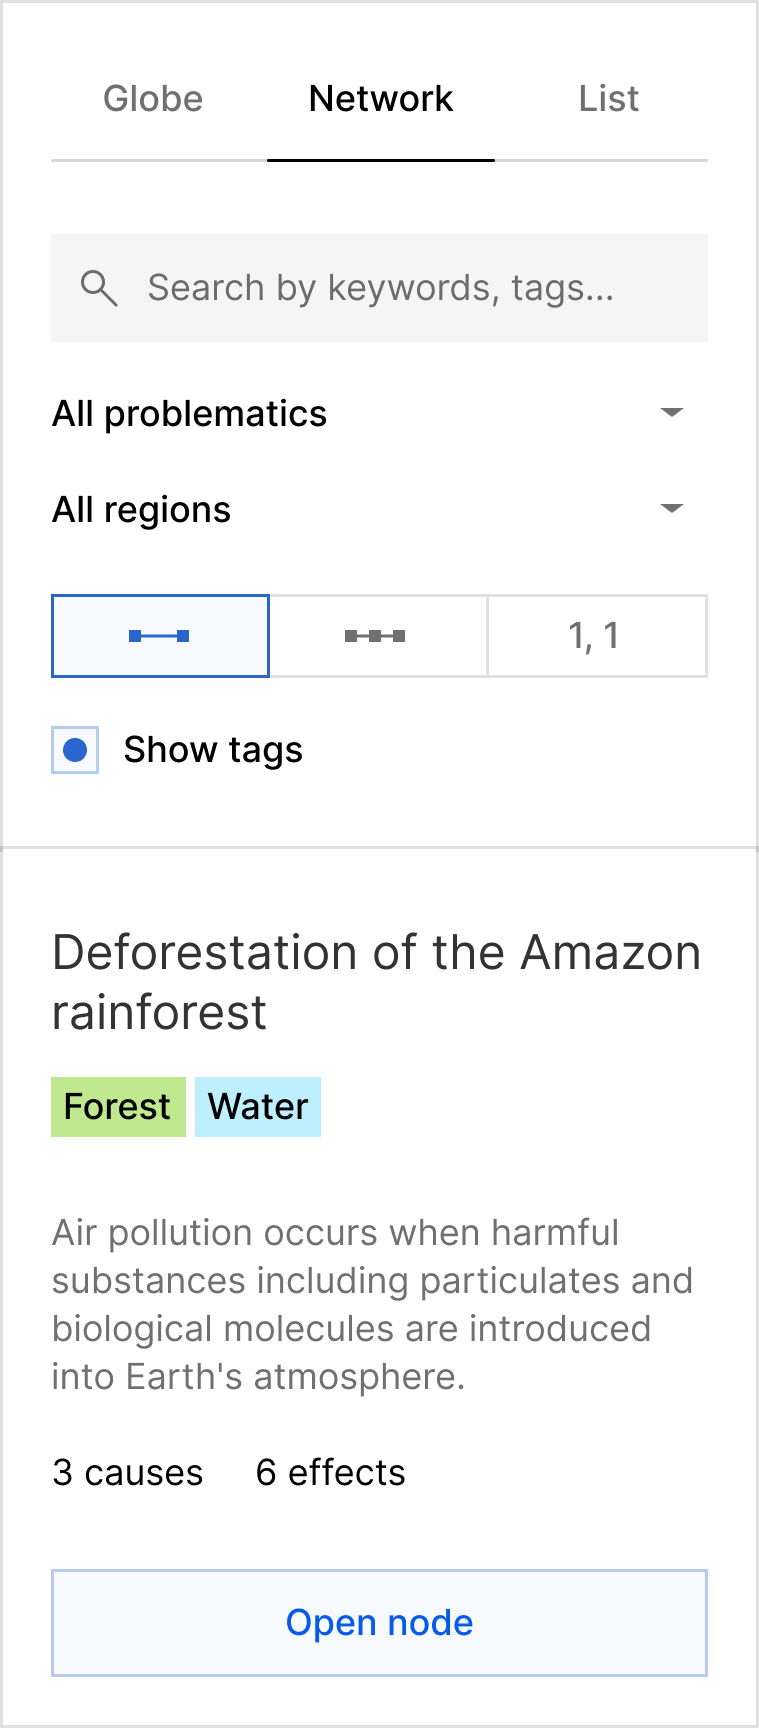 Globe Network List
Search by keywords, tags...
All problematics
All regions
1, 1
Show tags
Deforestation of the Amazon
rainforest
Forest Water
Air pollution occurs when harmful
substances including particulates and
biological molecules are introduced
into Earth's atmosphere.
3 causes 6 effects
Open node